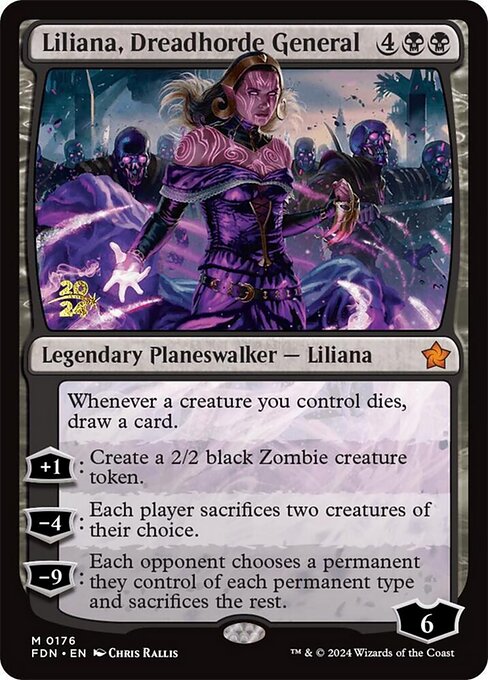 Liliana, Dreadhorde General 4
2024
Legendary Planeswalker — Liliana
Whenever a creature you control dies,
draw a card.
+1: Create a 2/2 black Zombie creature
token.
−4: Each player sacrifices two creatures of
their choice.
−9: Each opponent chooses a permanent
they control of each permanent type
and sacrifices the rest.
6
M 0176
FDN • EN Chris Rallis
™ & © 2024 Wizards of the Coast